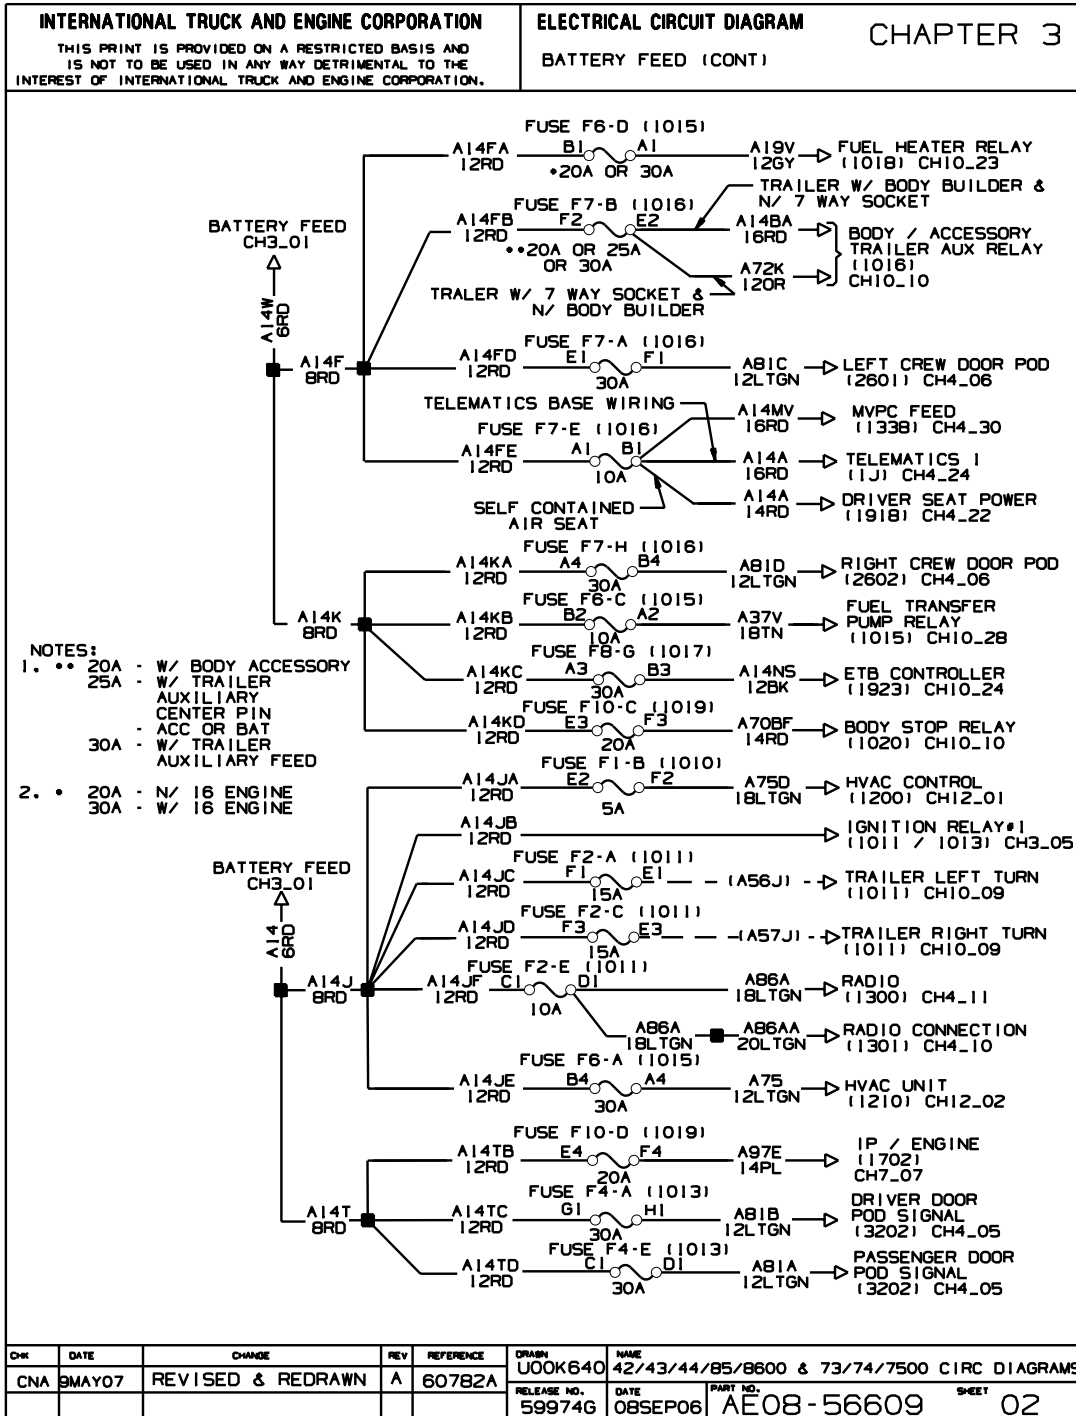 INTERNATIONAL TRUCK AND ENGINE CORPORATION
THIS PRINT IS PROVIDED ON A RESTRICTED BASIS AND
IS NOT TO BE USED IN ANY WAY DETRIMENTAL TO THE
INTEREST OF INTERNATIONAL TRUCK AND ENGINE CORPORATION.
ELECTRICAL CIRCUIT DIAGRAM
BATTERY FEED (CONT)
CHAPTER 3
BATTERY FEED
CH3_01
A14W
6RD
A14F
8RD
FUSE F6-D (1015)
A14FA
12RD
B1
A1
*20A OR 30A
A19V
12GY
FUEL HEATER RELAY
(1018) CH10_23
TRAILER W/ BODY BUILDER &
N/ 7 WAY SOCKET
FUSE F7-B (1016)
A14FB
12RD
F2
E2
**20A OR 25A
OR 30A
A14BA
16RD
A72K
12OR
BODY / ACCESSORY
TRAILER AUX RELAY
(1016)
CH10_10
TRALER W/ 7 WAY SOCKET &
N/ BODY BUILDER
FUSE F7-A (1016)
A14FD
12RD
E1
F1
30A
A81C
12LTGN
LEFT CREW DOOR POD
(2601) CH4_06
TELEMATICS BASE WIRING
FUSE F7-E (1016)
A14FE
12RD
A1
B1
10A
A14MV
16RD
MVPC FEED
(1338) CH4_30
A14A
16RD
TELEMATICS 1
(1J) CH4_24
A14A
14RD
DRIVER SEAT POWER
(1918) CH4_22
SELF CONTAINED
AIR SEAT
A14K
8RD
FUSE F7-H (1016)
A14KA
12RD
A4
B4
30A
A81D
12LTGN
RIGHT CREW DOOR POD
(2602) CH4_06
FUSE F6-C (1015)
A14KB
12RD
B2
A2
10A
A37V
18TN
FUEL TRANSFER
PUMP RELAY
(1015) CH10_28
FUSE F8-G (1017)
A14KC
12RD
A3
B3
30A
A14NS
12BK
ETB CONTROLLER
(1923) CH10_24
FUSE F10-C (1019)
A14KD
12RD
E3
F3
20A
A70BF
14RD
BODY STOP RELAY
(1020) CH10_10
NOTES:
1. ** 20A - W/ BODY ACCESSORY
25A - W/ TRAILER
AUXILIARY
CENTER PIN
- ACC OR BAT
30A - W/ TRAILER
AUXILIARY FEED
2. * 20A - N/ I6 ENGINE
30A - W/ I6 ENGINE
BATTERY FEED
CH3_01
A14
6RD
A14J
8RD
FUSE F1-B (1010)
A14JA
12RD
E2
F2
5A
A75D
18LTGN
HVAC CONTROL
(1200) CH12_01
A14JB
12RD
IGNITION RELAY#1
(1011 / 1013) CH3_05
FUSE F2-A (1011)
A14JC
12RD
F1
E1
15A
(A56J)
TRAILER LEFT TURN
(1011) CH10_09
FUSE F2-C (1011)
A14JD
12RD
F3
E3
15A
(A57J)
TRAILER RIGHT TURN
(1011) CH10_09
FUSE F2-E (1011)
A14JF
12RD
C1
D1
10A
A86A
18LTGN
RADIO
(1300) CH4_11
A86A
18LTGN
A86AA
20LTGN
RADIO CONNECTION
(1301) CH4_10
FUSE F6-A (1015)
A14JE
12RD
B4
A4
30A
A75
12LTGN
HVAC UNIT
(1210) CH12_02
A14T
8RD
FUSE F10-D (1019)
A14TB
12RD
E4
F4
20A
A97E
14PL
IP / ENGINE
(1702)
CH7_07
FUSE F4-A (1013)
A14TC
12RD
G1
H1
30A
A81B
12LTGN
DRIVER DOOR
POD SIGNAL
(3202) CH4_05
FUSE F4-E (1013)
A14TD
12RD
C1
D1
30A
A81A
12LTGN
PASSENGER DOOR
POD SIGNAL
(3202) CH4_05
CHK DATE CHANGE REV REFERENCE
CNA 9MAY07 REVISED & REDRAWN A 60782A
DRAWN
U00K640
NAME
42/43/44/85/8600 & 73/74/7500 CIRC DIAGRAMS
RELEASE NO.
59974G
DATE
08SEP06
PART NO.
AE08-56609
SHEET
02